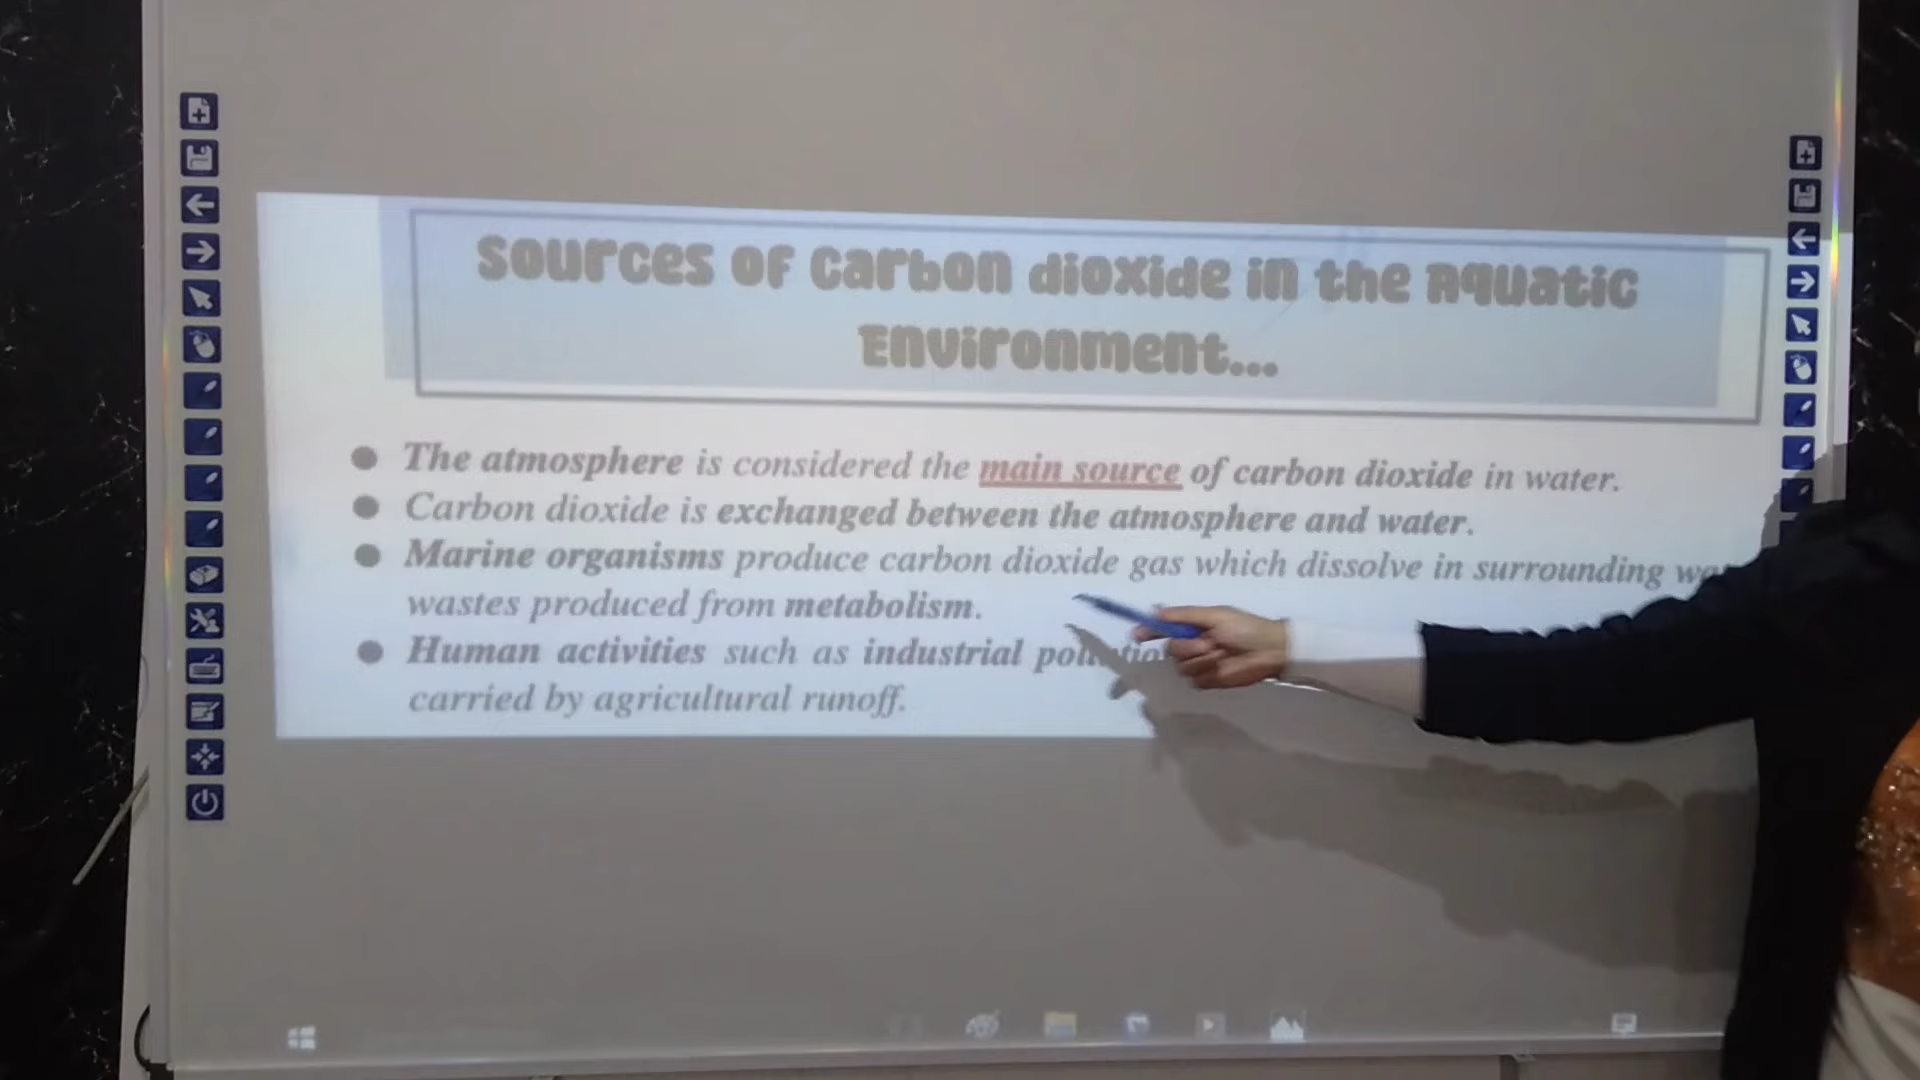 Sources of Carbon dioxide in the Aquatic
Environment...
The atmosphere is considered the main source of carbon dioxide in water.
Carbon dioxide is exchanged between the atmosphere and water.
Marine organisms produce carbon dioxide gas which dissolve in surrounding
wastes produced from metabolism.
Human activities such as industrial
carried by agricultural runoff.